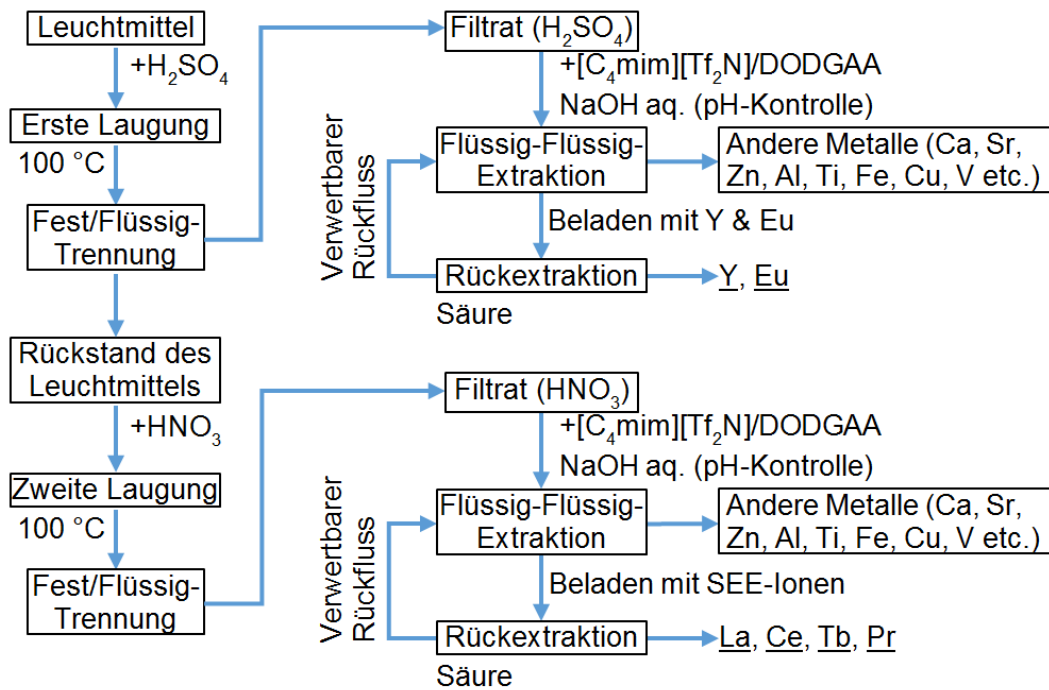 Leuchtmittel
+H₂SO₄
Erste Laugung
100 °C
Fest/Flüssig-
Trennung
Rückstand des
Leuchtmittels
+HNO₃
Zweite Laugung
100 °C
Fest/Flüssig-
Trennung
Filtrat (H₂SO₄)
+[C₄mim][Tf₂N]/DODGAA
NaOH aq. (pH-Kontrolle)
Flüssig-Flüssig-
Extraktion
Andere Metalle (Ca, Sr,
Zn, Al, Ti, Fe, Cu, V etc.)
Verwertbarer
Rückfluss
Beladen mit Y & Eu
Rückextraktion
Y, Eu
Säure
Filtrat (HNO₃)
+[C₄mim][Tf₂N]/DODGAA
NaOH aq. (pH-Kontrolle)
Flüssig-Flüssig-
Extraktion
Andere Metalle (Ca, Sr,
Zn, Al, Ti, Fe, Cu, V etc.)
Verwertbarer
Rückfluss
Beladen mit SEE-Ionen
Rückextraktion
La, Ce, Tb, Pr
Säure